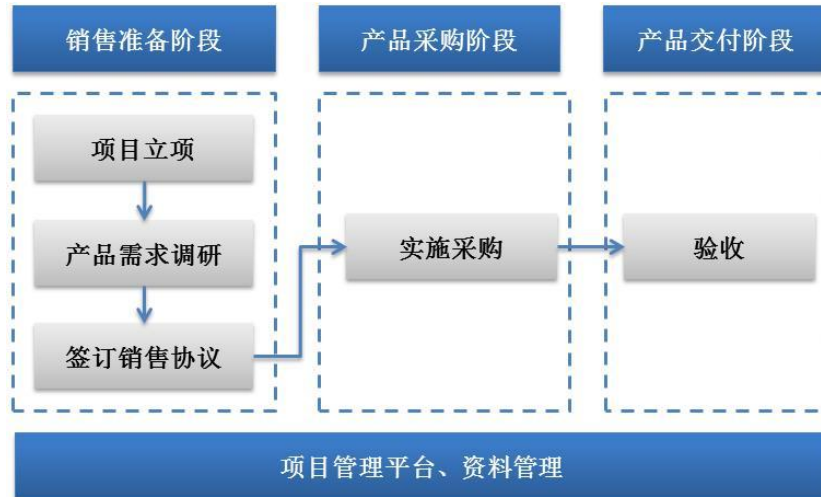 销售准备阶段
产品采购阶段
产品交付阶段
项目立项
产品需求调研
签订销售协议
实施采购
验收
项目管理平台、资料管理